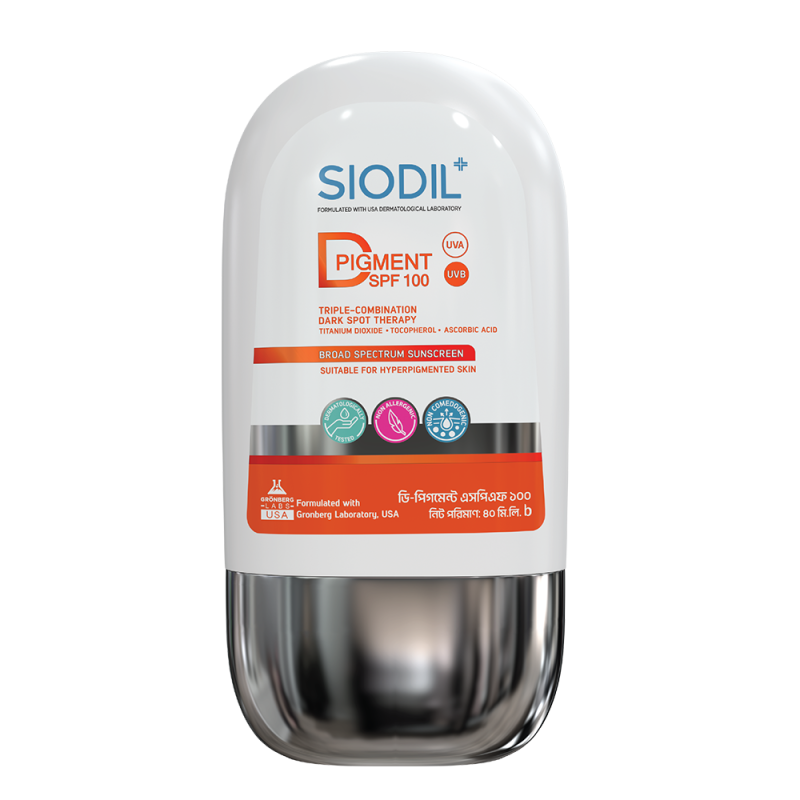 SIODIL+
FORMULATED WITH USA DERMATOLOGICAL LABORATORY
D PIGMENT
SPF 100
UVA
UVB
TRIPLE-COMBINATION
DARK SPOT THERAPY
TITANIUM DIOXIDE • TOCOPHEROL • ASCORBIC ACID
BROAD SPECTRUM SUNSCREEN
SUITABLE FOR HYPERPIGMENTED SKIN
DERMATOLOGICALLY TESTED
NON ALLERGENIC
NON COMEDOGENIC
GRÖNBERG
-LABS-
USA
Formulated with
Gronberg Laboratory, USA
ডি-পিগমেন্ট এসপিএফ ১০০
নিট পরিমাণ: ৪০ মি.লি. b